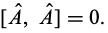 [Â, Â] = 0.